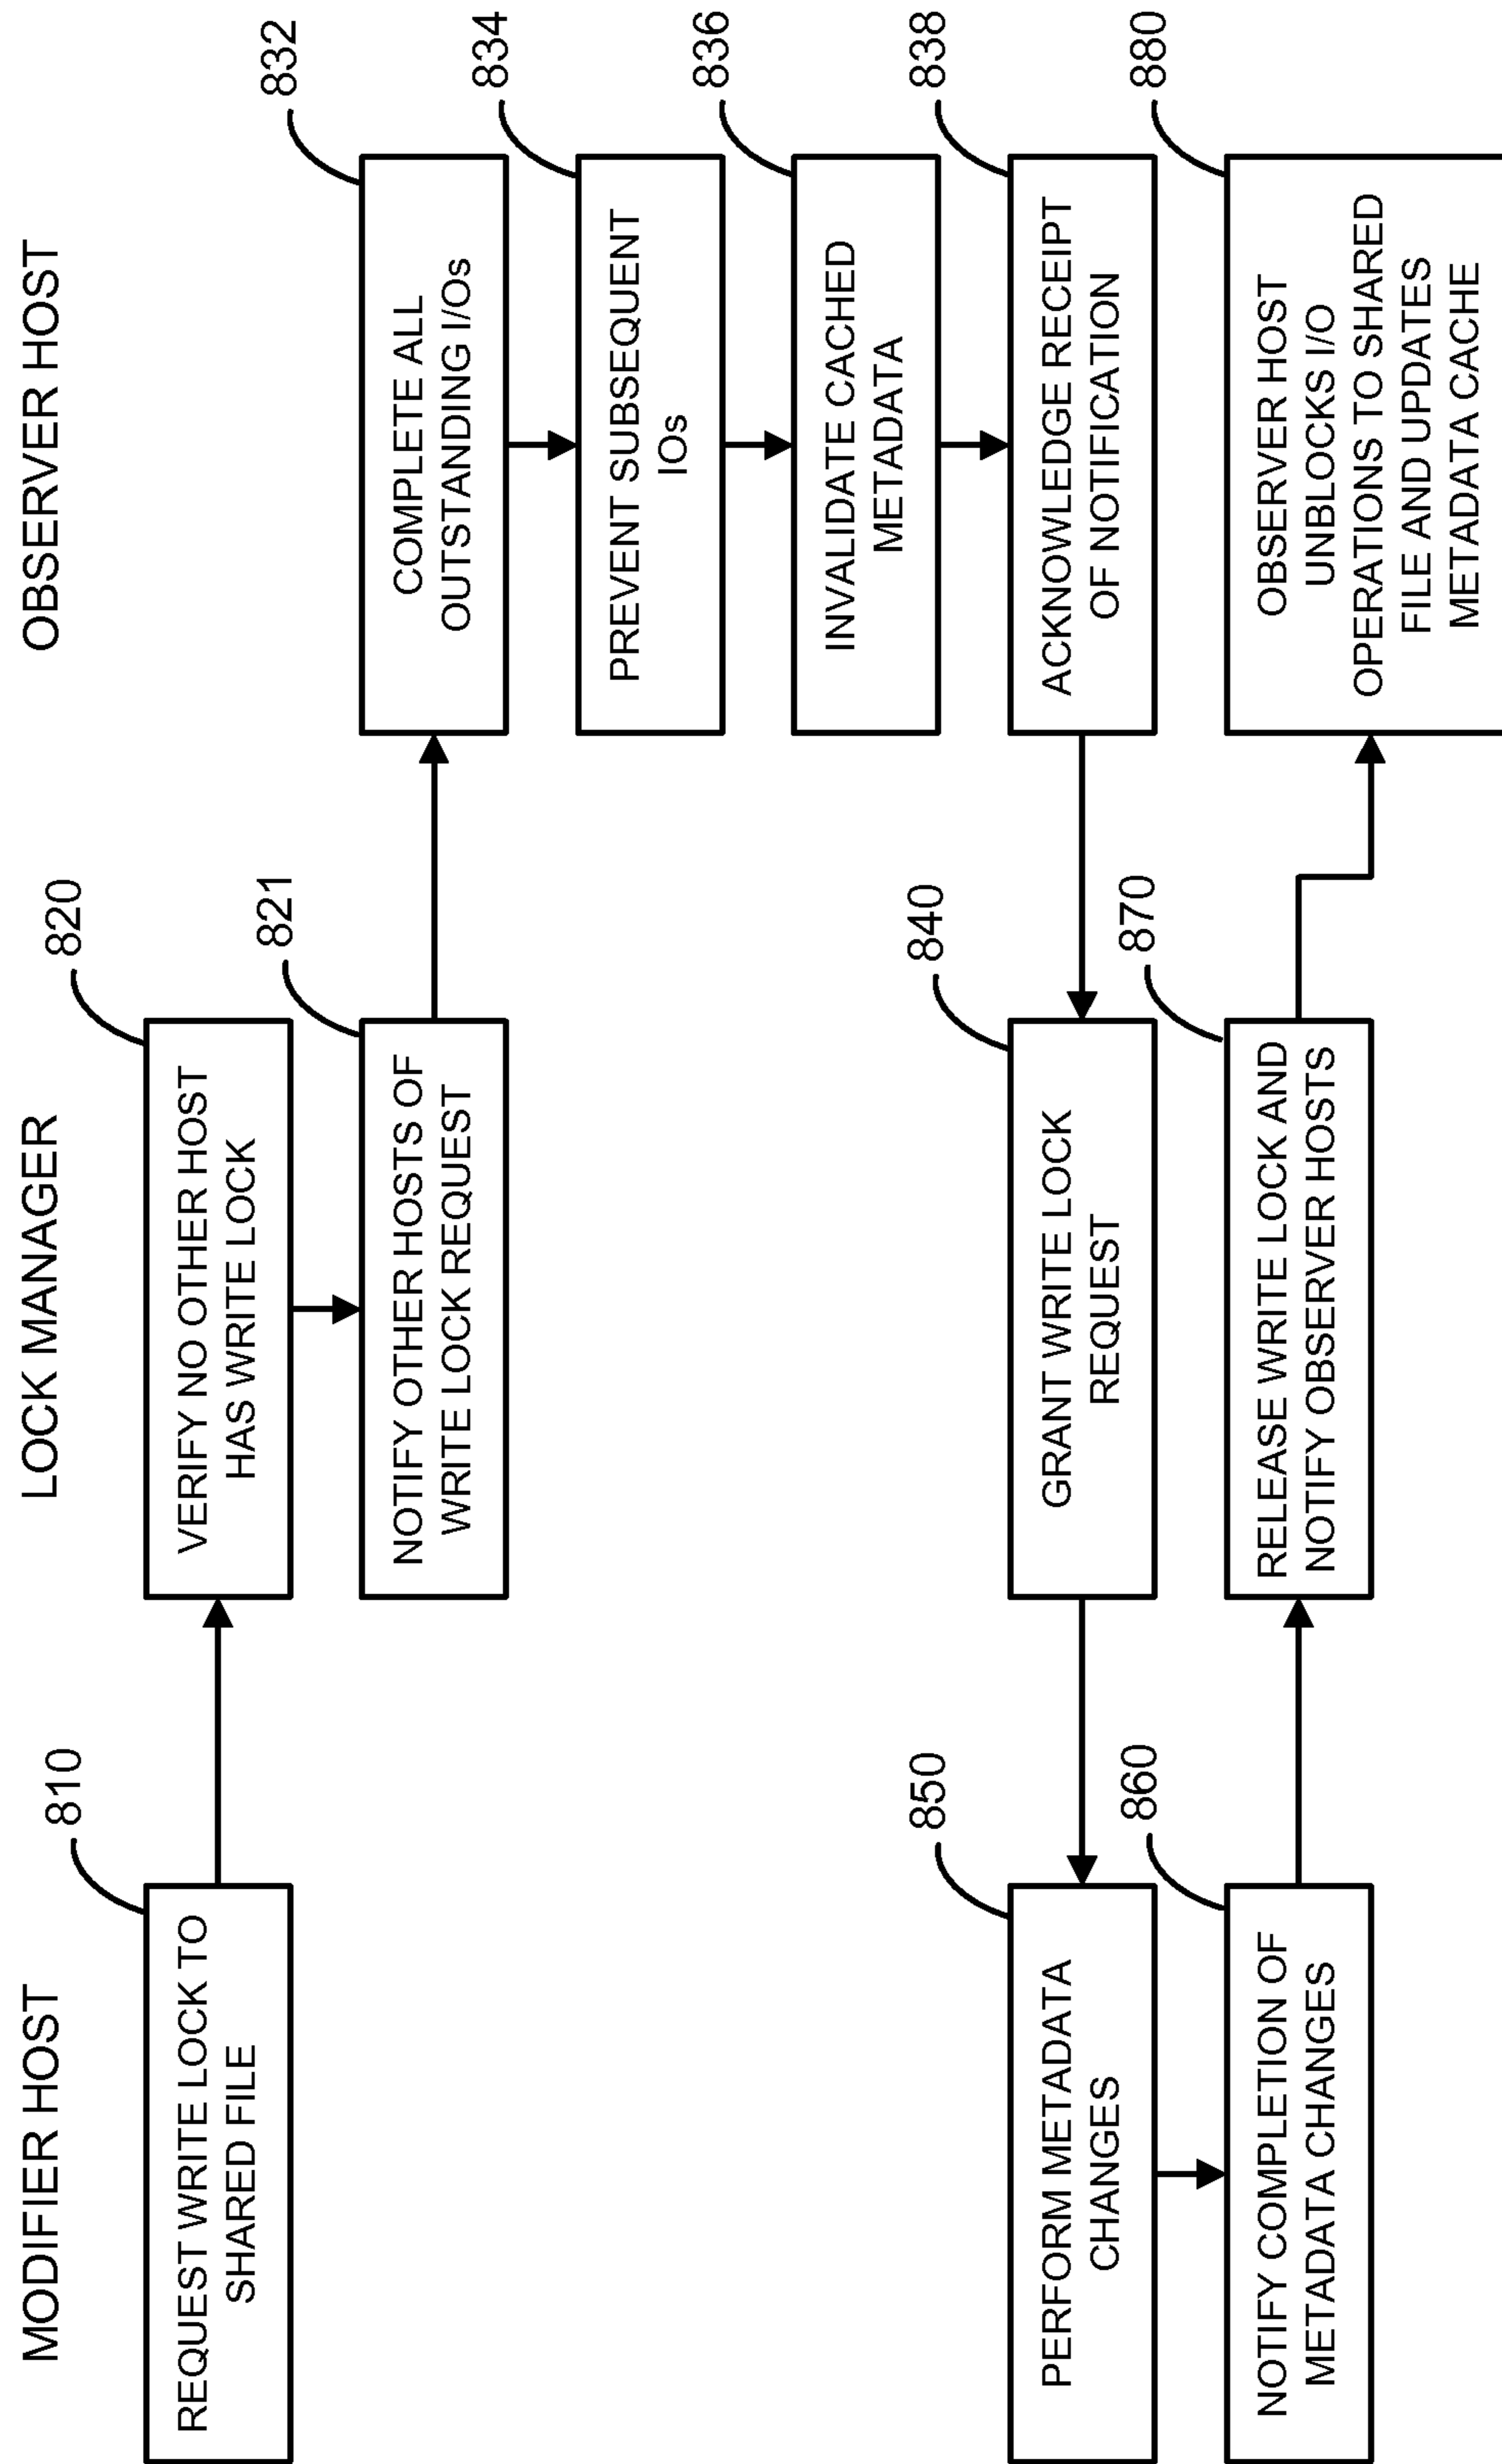 MODIFIER HOST
LOCK MANAGER
OBSERVER HOST
810
REQUEST WRITE LOCK TO
SHARED FILE
820
VERIFY NO OTHER HOST
HAS WRITE LOCK
821
NOTIFY OTHER HOSTS OF
WRITE LOCK REQUEST
832
COMPLETE ALL
OUTSTANDING I/Os
834
PREVENT SUBSEQUENT
IOs
836
INVALIDATE CACHED
METADATA
838
ACKNOWLEDGE RECEIPT
OF NOTIFICATION
840
GRANT WRITE LOCK
REQUEST
850
PERFORM METADATA
CHANGES
860
NOTIFY COMPLETION OF
METADATA CHANGES
870
RELEASE WRITE LOCK AND
NOTIFY OBSERVER HOSTS
880
OBSERVER HOST
UNBLOCKS I/O
OPERATIONS TO SHARED
FILE AND UPDATES
METADATA CACHE